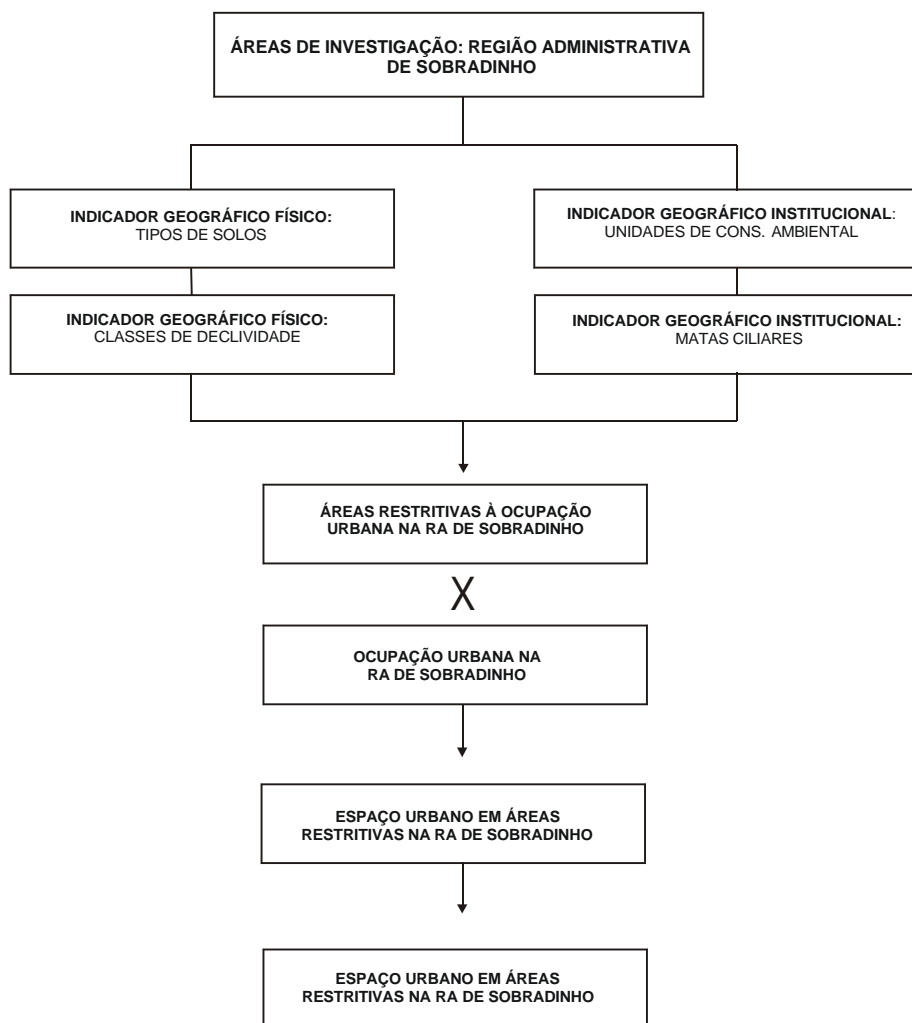 ÁREAS DE INVESTIGAÇÃO: REGIÃO ADMINISTRATIVA
DE SOBRADINHO
INDICADOR GEOGRÁFICO FÍSICO:
TIPOS DE SOLOS
INDICADOR GEOGRÁFICO INSTITUCIONAL:
UNIDADES DE CONS. AMBIENTAL
INDICADOR GEOGRÁFICO FÍSICO:
CLASSES DE DECLIVIDADE
INDICADOR GEOGRÁFICO INSTITUCIONAL:
MATAS CILIARES
ÁREAS RESTRITIVAS À OCUPAÇÃO
URBANA NA RA DE SOBRADINHO
X
OCUPAÇÃO URBANA NA
RA DE SOBRADINHO
ESPAÇO URBANO EM ÁREAS
RESTRITIVAS NA RA DE SOBRADINHO
ESPAÇO URBANO EM ÁREAS
RESTRITIVAS NA RA DE SOBRADINHO